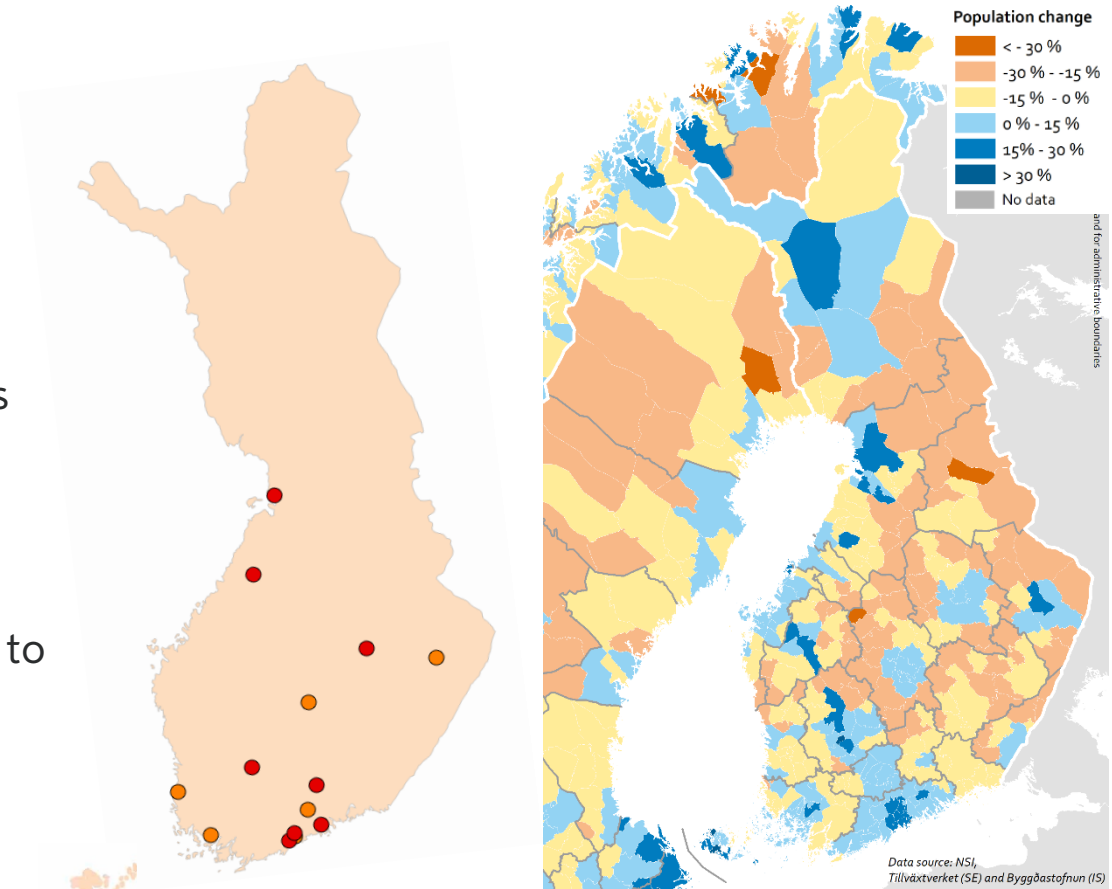 s
to
Population change
< - 30 %
-30 % - -15 %
-15 % - 0 %
0 % - 15 %
15% - 30 %
> 30 %
No data
and for administrative boundaries
Data source: NSI,
Tillväxtverket (SE) and Byggðastofnun (IS)